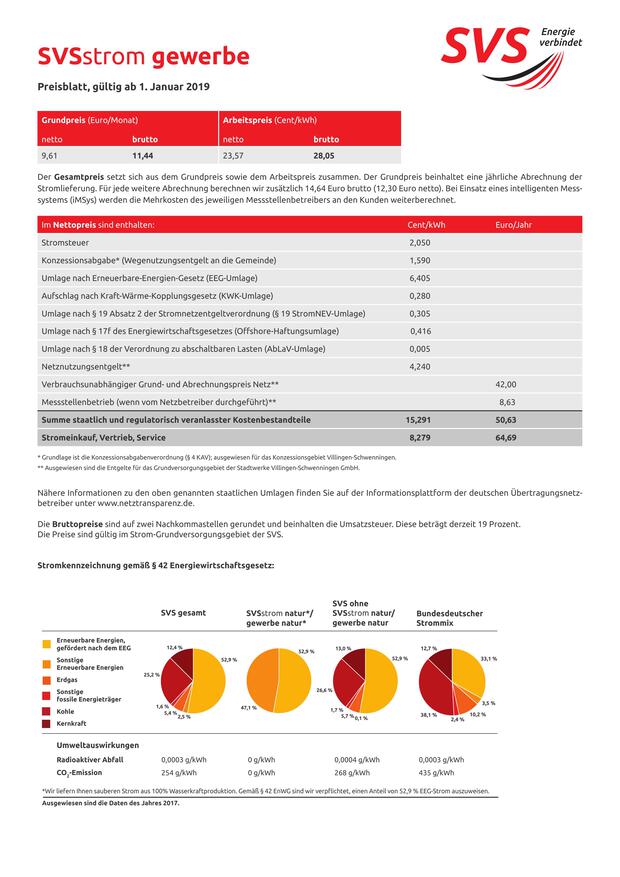 SVSstrom gewerbe
SVS Energie verbindet
Preisblatt, gültig ab 1. Januar 2019
Grundpreis (Euro/Monat) Arbeitspreis (Cent/kWh)
netto brutto netto brutto
9,61 11,44 23,57 28,05
Der Gesamtpreis setzt sich aus dem Grundpreis sowie dem Arbeitspreis zusammen. Der Grundpreis beinhaltet eine jährliche Abrechnung der
Stromlieferung. Für jede weitere Abrechnung berechnen wir zusätzlich 14,64 Euro brutto (12,30 Euro netto). Bei Einsatz eines intelligenten Mess-
systems (iMSys) werden die Mehrkosten des jeweiligen Messstellenbetreibers an den Kunden weiterberechnet.
Im Nettopreis sind enthalten: Cent/kWh Euro/Jahr
Stromsteuer 2,050
Konzessionsabgabe* (Wegenutzungsentgelt an die Gemeinde) 1,590
Umlage nach Erneuerbare-Energien-Gesetz (EEG-Umlage) 6,405
Aufschlag nach Kraft-Wärme-Kopplungsgesetz (KWK-Umlage) 0,280
Umlage nach § 19 Absatz 2 der Stromnetzentgeltverordnung (§ 19 StromNEV-Umlage) 0,305
Umlage nach § 17f des Energiewirtschaftsgesetzes (Offshore-Haftungsumlage) 0,416
Umlage nach § 18 der Verordnung zu abschaltbaren Lasten (AbLaV-Umlage) 0,005
Netznutzungsentgelt** 4,240
Verbrauchsunabhängiger Grund- und Abrechnungspreis Netz** 42,00
Messstellenbetrieb (wenn vom Netzbetreiber durchgeführt)** 8,63
Summe staatlich und regulatorisch veranlasster Kostenbestandteile 15,291 50,63
Stromeinkauf, Vertrieb, Service 8,279 64,69
* Grundlage ist die Konzessionsabgabenverordnung (§ 4 KAV); ausgewiesen für das Konzessionsgebiet Villingen-Schwenningen.
** Ausgewiesen sind die Entgelte für das Grundversorgungsgebiet der Stadtwerke Villingen-Schwenningen GmbH.
Nähere Informationen zu den oben genannten staatlichen Umlagen finden Sie auf der Informationsplattform der deutschen Übertragungsnetz-
betreiber unter www.netztransparenz.de.
Die Bruttopreise sind auf zwei Nachkommastellen gerundet und beinhalten die Umsatzsteuer. Diese beträgt derzeit 19 Prozent.
Die Preise sind gültig im Strom-Grundversorgungsgebiet der SVS.
Stromkennzeichnung gemäß § 42 Energiewirtschaftsgesetz:
SVS gesamt
SVSstrom natur*/
gewerbe natur*
SVS ohne
SVSstrom natur/
gewerbe natur
Bundesdeutscher
Strommix
Erneuerbare Energien,
gefördert nach dem EEG
Sonstige
Erneuerbare Energien
Erdgas
Sonstige
fossile Energieträger
Kohle
Kernkraft
12,4 %
52,9 %
25,2 %
1,6 %
5,4 %
2,5 %
52,9 %
47,1 %
13,0 %
52,9 %
26,6 %
1,7 %
5,7 %
0,1 %
12,7 %
33,1 %
3,5 %
10,2 %
2,4 %
38,1 %
Umweltauswirkungen
Radioaktiver Abfall 0,0003 g/kWh 0 g/kWh 0,0004 g/kWh 0,0003 g/kWh
CO2-Emission 254 g/kWh 0 g/kWh 268 g/kWh 435 g/kWh
*Wir liefern Ihnen sauberen Strom aus 100% Wasserkraftproduktion. Gemäß § 42 EnWG sind wir verpflichtet, einen Anteil von 52,9 % EEG-Strom auszuweisen.
Ausgewiesen sind die Daten des Jahres 2017.